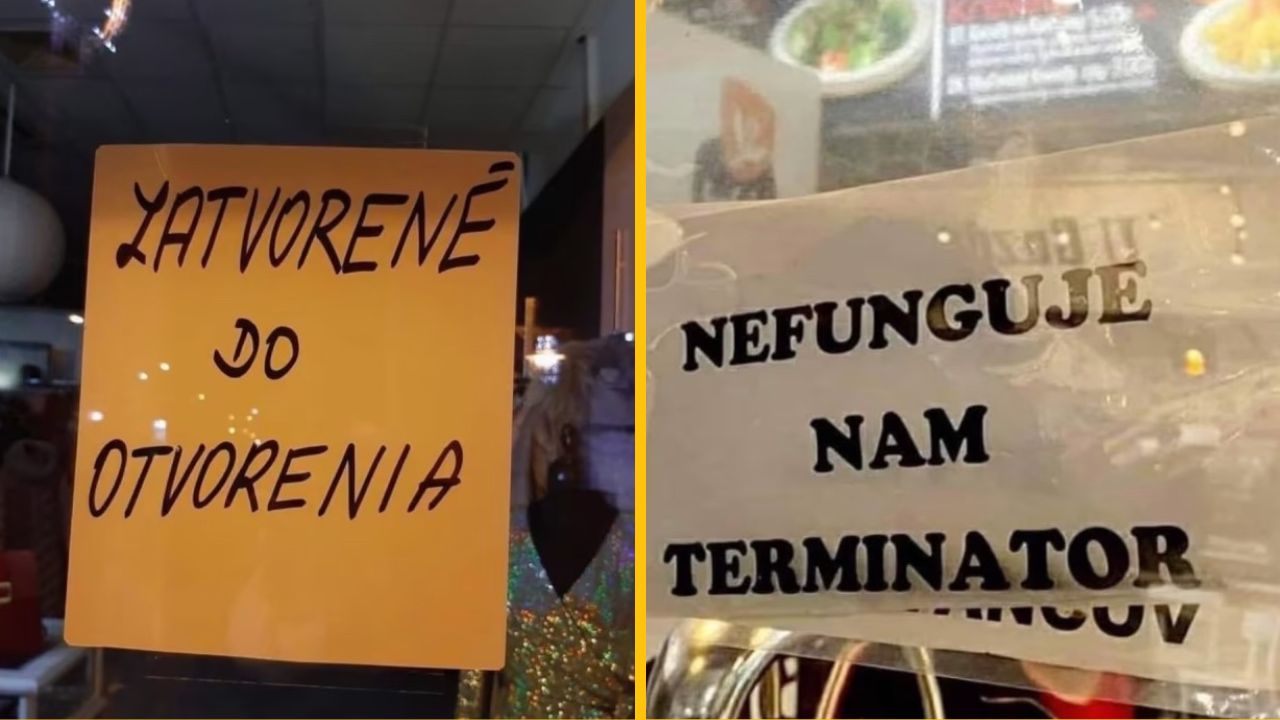 ZATVORENÉ
DO
OTVORENIA
NEFUNGUJE
NAM
TERMINATOR